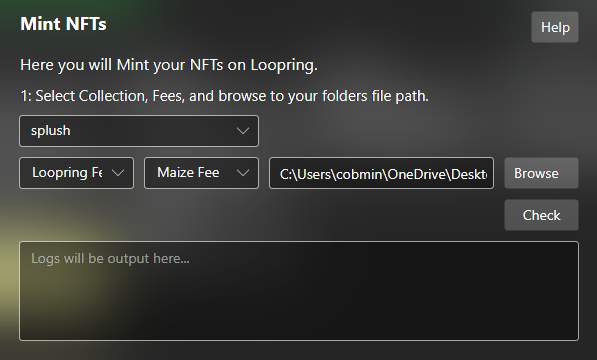 Mint NFTs
Help
Here you will Mint your NFTs on Loopring.
1: Select Collection, Fees, and browse to your folders file path.
splush
Loopring Fe Maize Fee C:\Users\cobmin\OneDrive\Deskto Browse
Check
Logs will be output here...